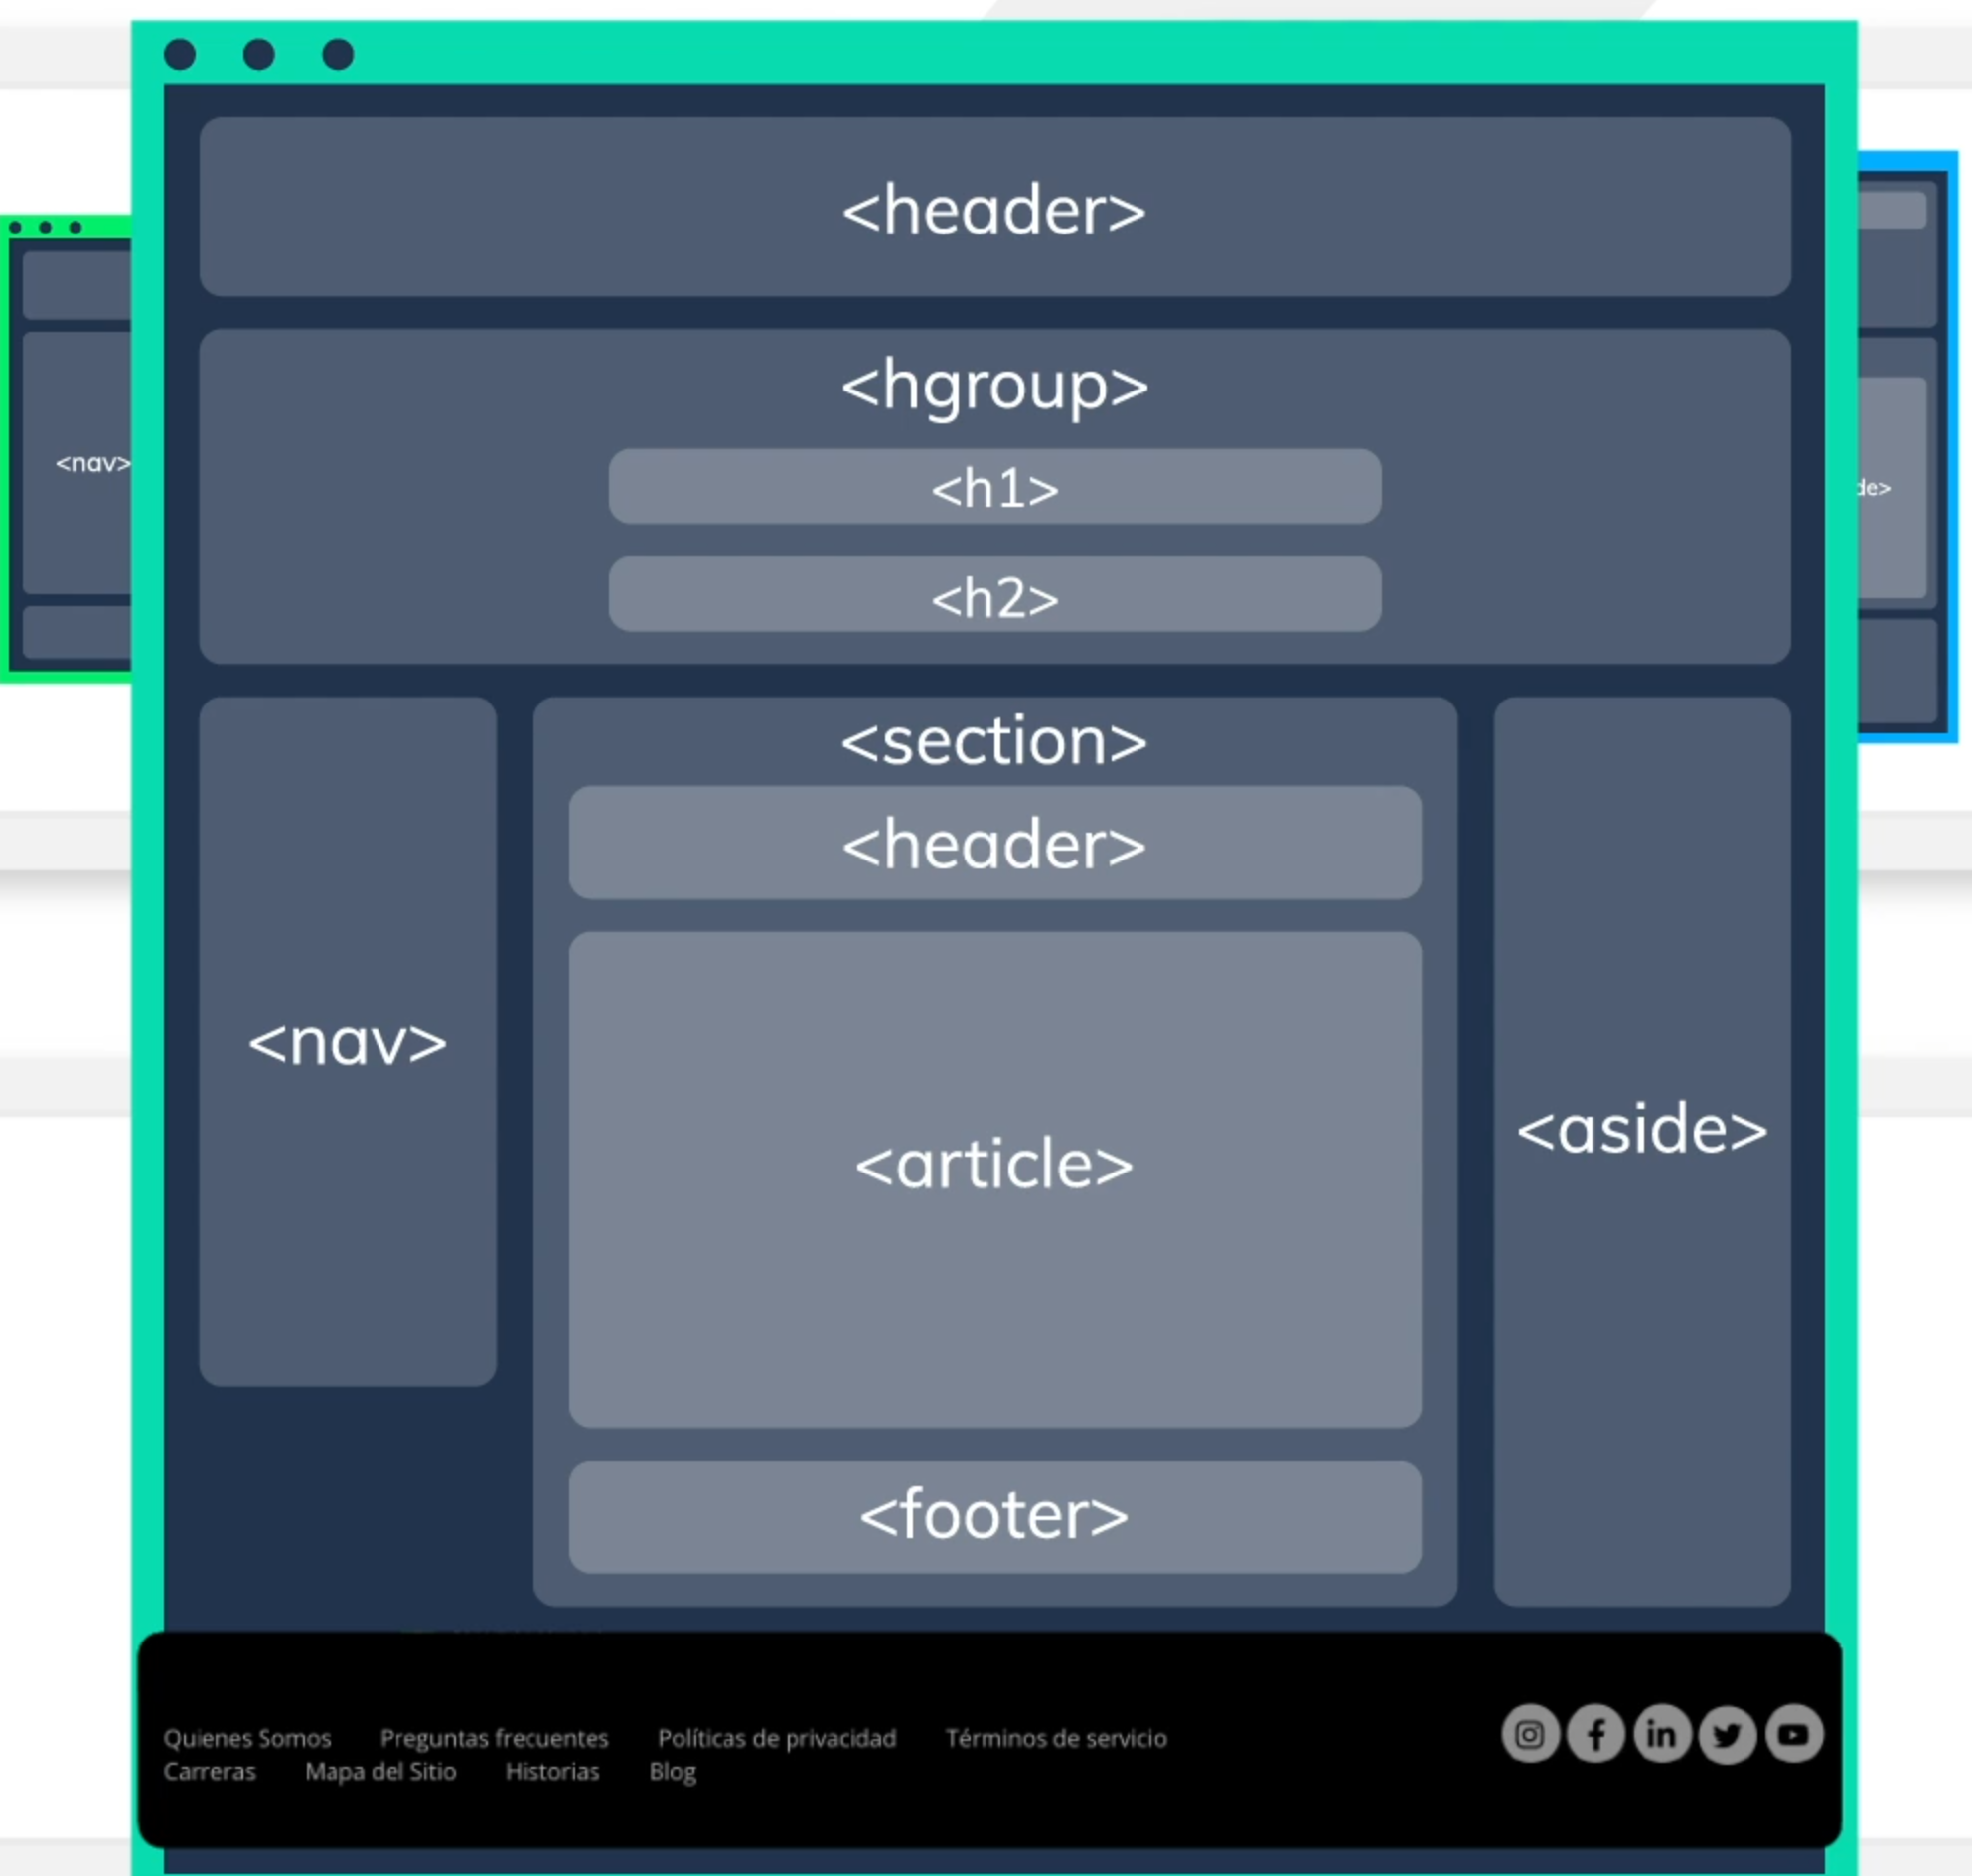 <header>
<hgroup>
<h1>
<h2>
<nav>
<section>
<header>
<nav>
<article>
<aside>
<footer>
de>
Quienes Somos Preguntas frecuentes Políticas de privacidad Términos de servicio
Carreras Mapa del Sitio Historias Blog